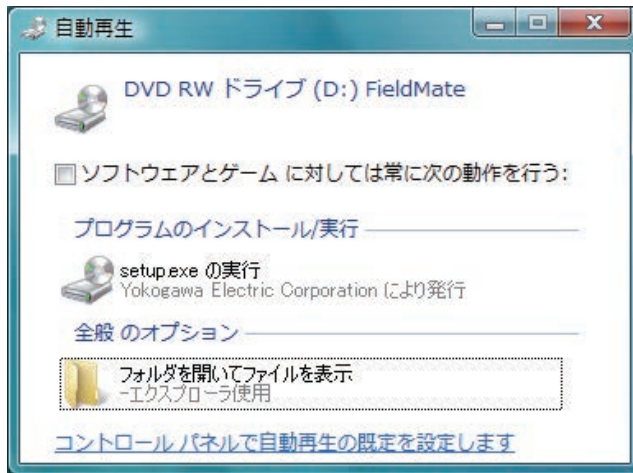 自動再生
DVD RW ドライブ (D:) FieldMate
ソフトウェアとゲーム に対しては常に次の動作を行う:
プログラムのインストール/実行
setup.exe の実行
Yokogawa Electric Corporation により発行
全般 のオプション
フォルダを開いてファイルを表示
-エクスプローラ使用
コントロール パネルで自動再生の既定を設定します